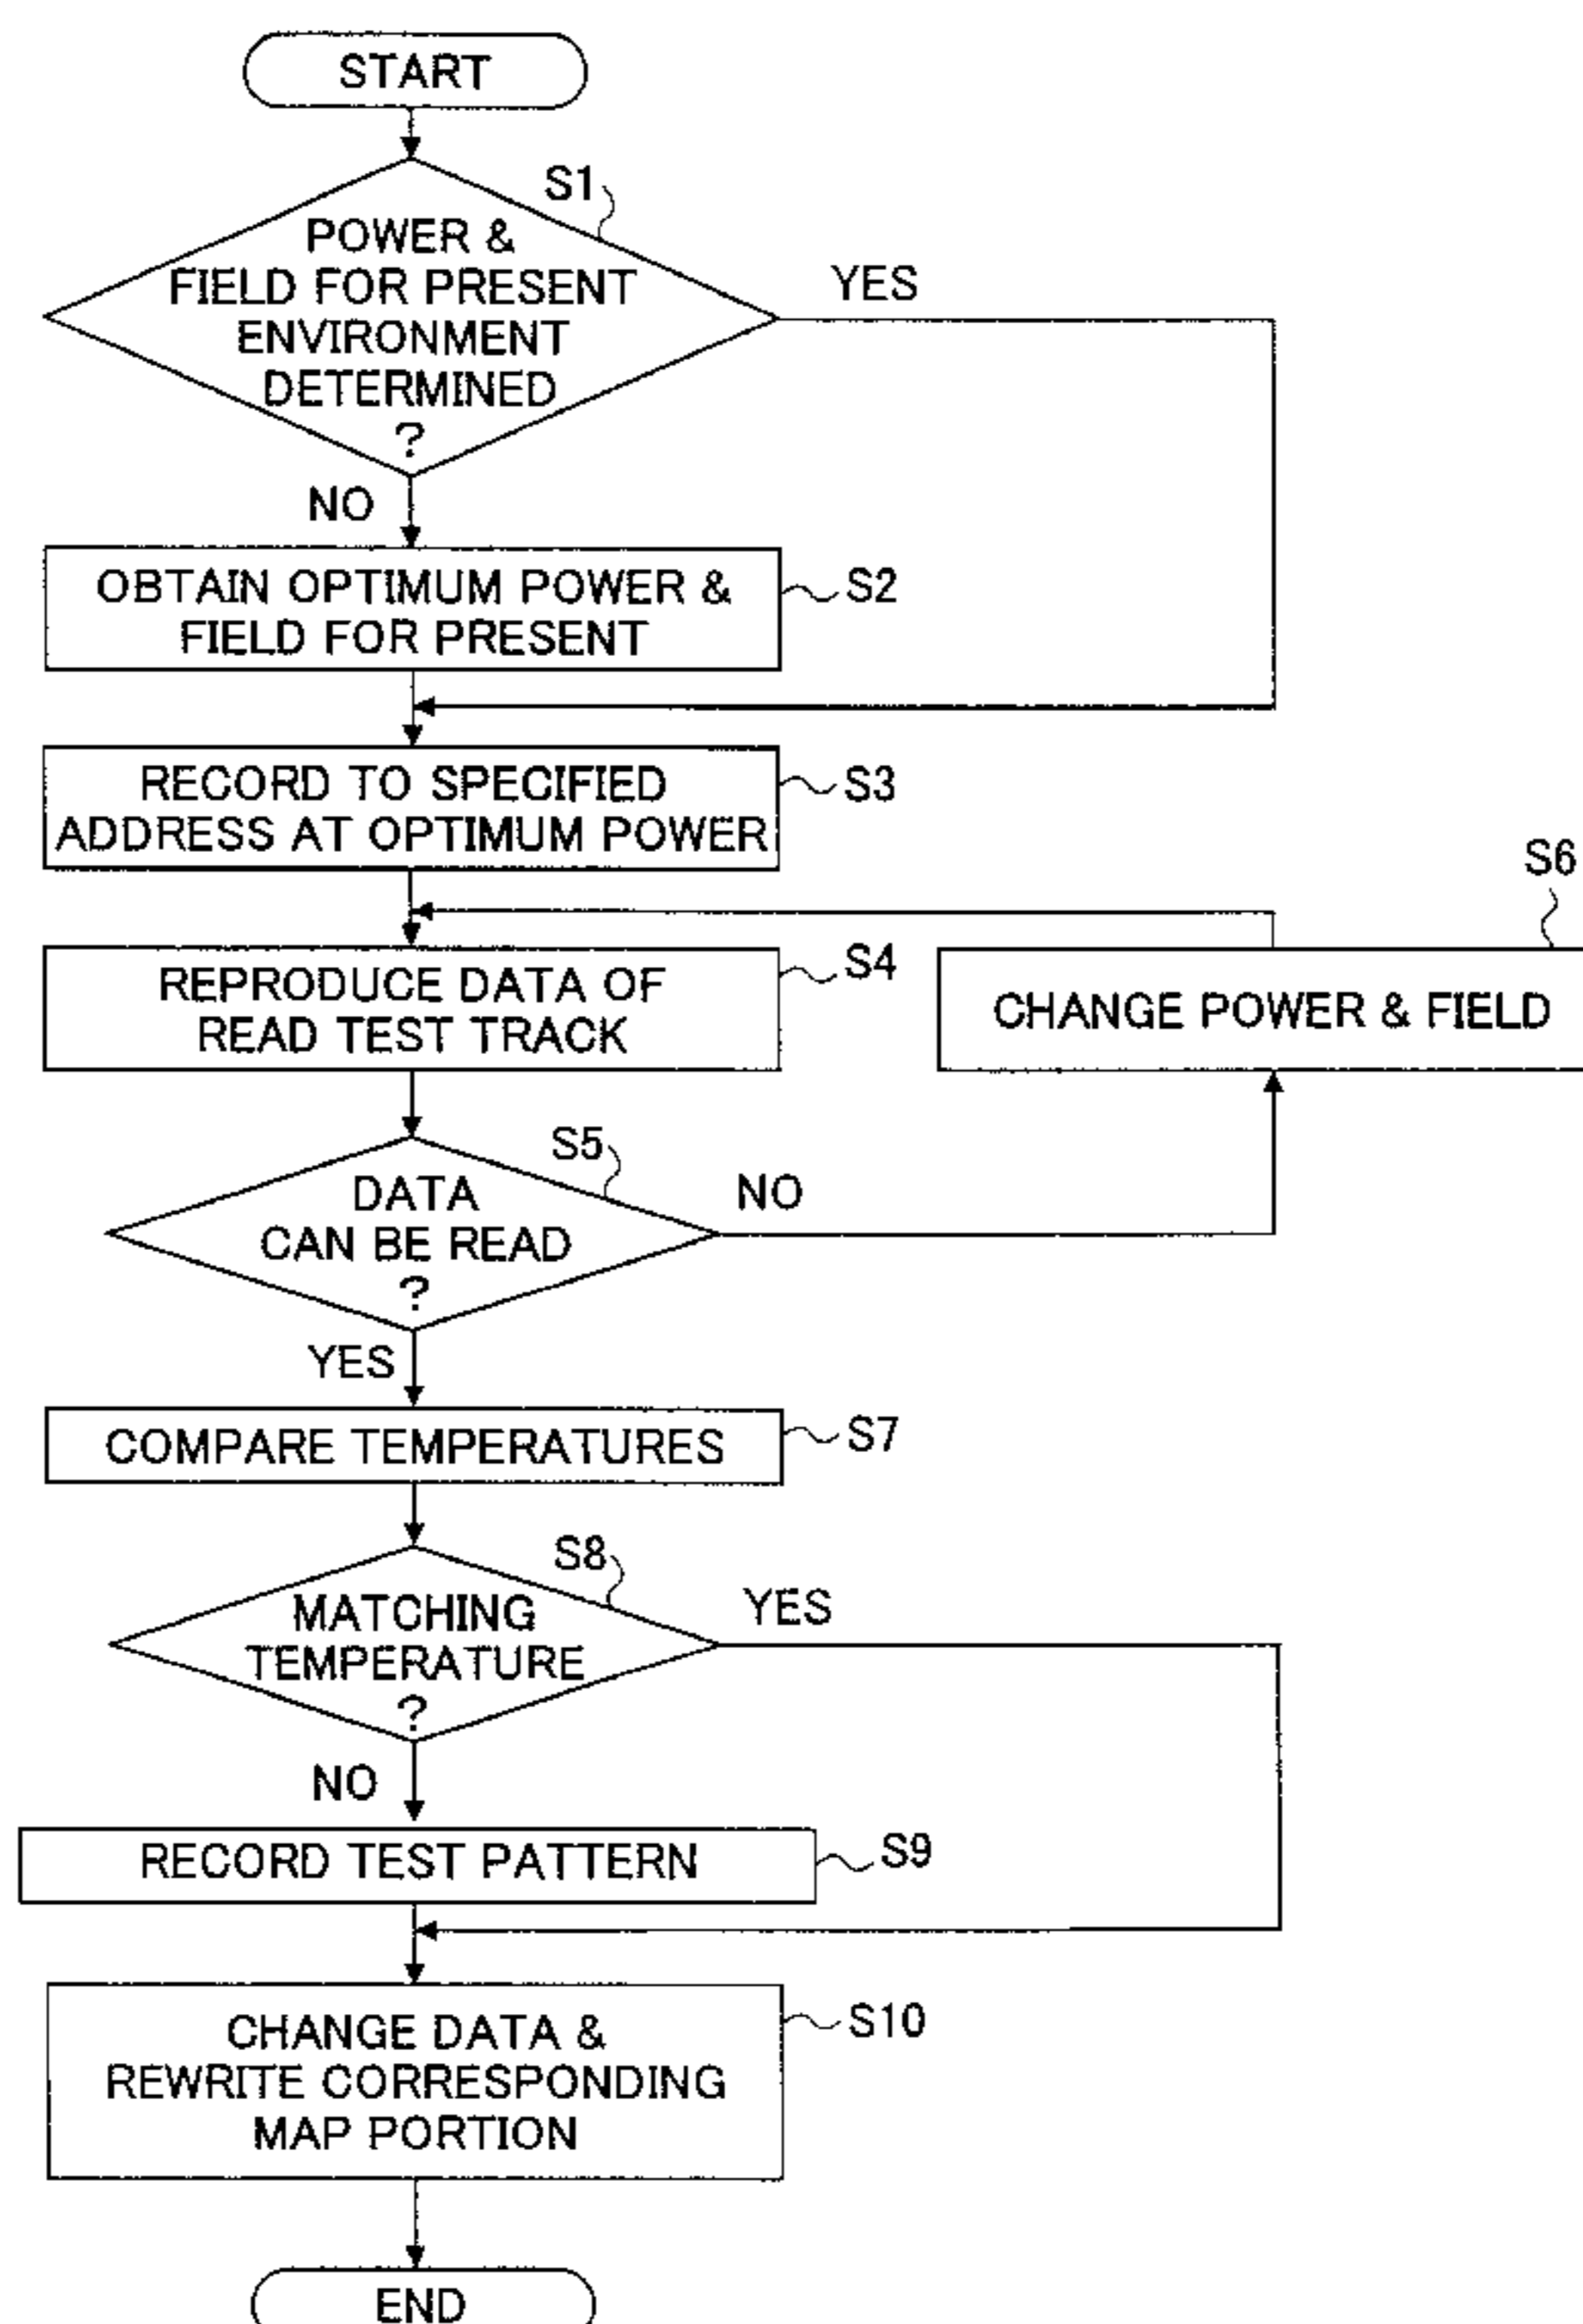 START
S1
POWER &
FIELD FOR PRESENT
ENVIRONMENT
DETERMINED
?
YES
NO
OBTAIN OPTIMUM POWER &
FIELD FOR PRESENT
S2
RECORD TO SPECIFIED
ADDRESS AT OPTIMUM POWER
S3
S6
REPRODUCE DATA OF
READ TEST TRACK
S4
CHANGE POWER & FIELD
S5
DATA
CAN BE READ
?
NO
YES
COMPARE TEMPERATURES
S7
S8
MATCHING
TEMPERATURE
?
YES
NO
RECORD TEST PATTERN
S9
CHANGE DATA &
REWRITE CORRESPONDING
MAP PORTION
S10
END